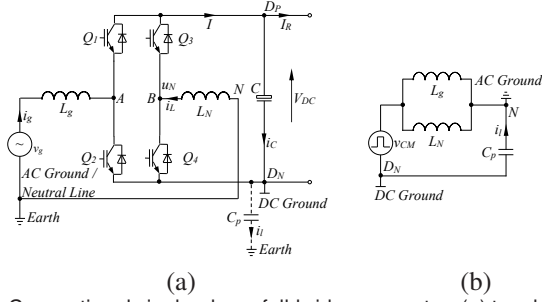 I
D_P
I_R
Q_1
Q_3
u_N
N
C
A
B
i_L
L_N
L_g
V_DC
i_g
v_g
i_C
Q_2
Q_4
AC Ground /
Neutral Line
D_N
DC Ground
C_p
i_l
Earth
Earth
L_g
AC Ground
N
L_N
i_l
v_CM
C_p
D_N
DC Ground
(a)
(b)